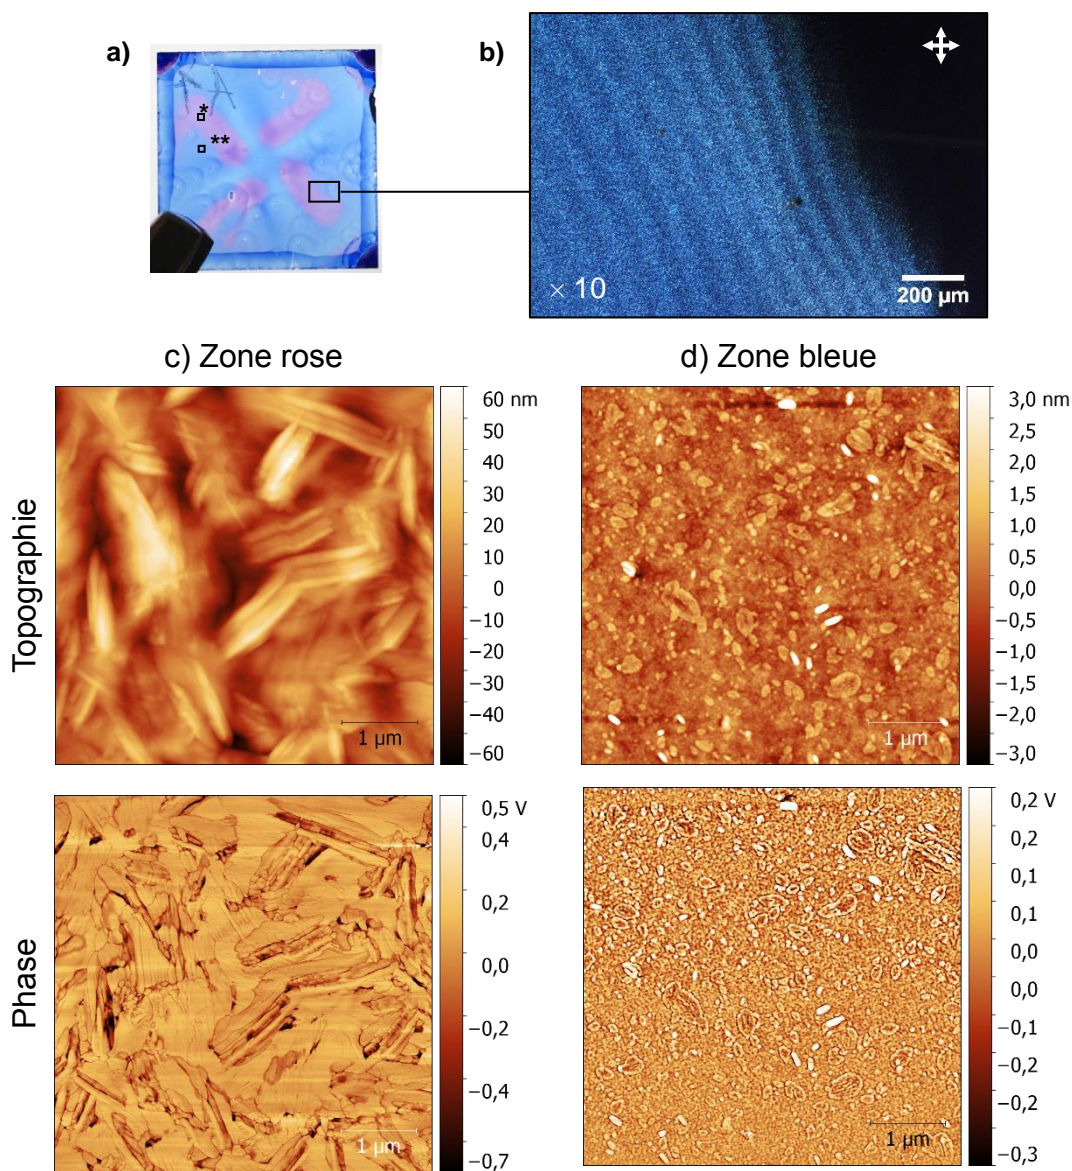 a)
b)
*
**
× 10
200 µm
c) Zone rose
d) Zone bleue
Topographie
60 nm
50
40
30
20
10
0
−10
−20
−30
−40
−60
1 µm
3,0 nm
2,5
2,0
1,5
1,0
0,5
0,0
−0,5
−1,0
−1,5
−2,0
−3,0
1 µm
Phase
0,5 V
0,4
0,2
0,0
−0,2
−0,4
−0,7
1 µm
0,2 V
0,2
0,1
0,1
0,0
0,0
−0,1
−0,2
−0,2
−0,3
1 µm